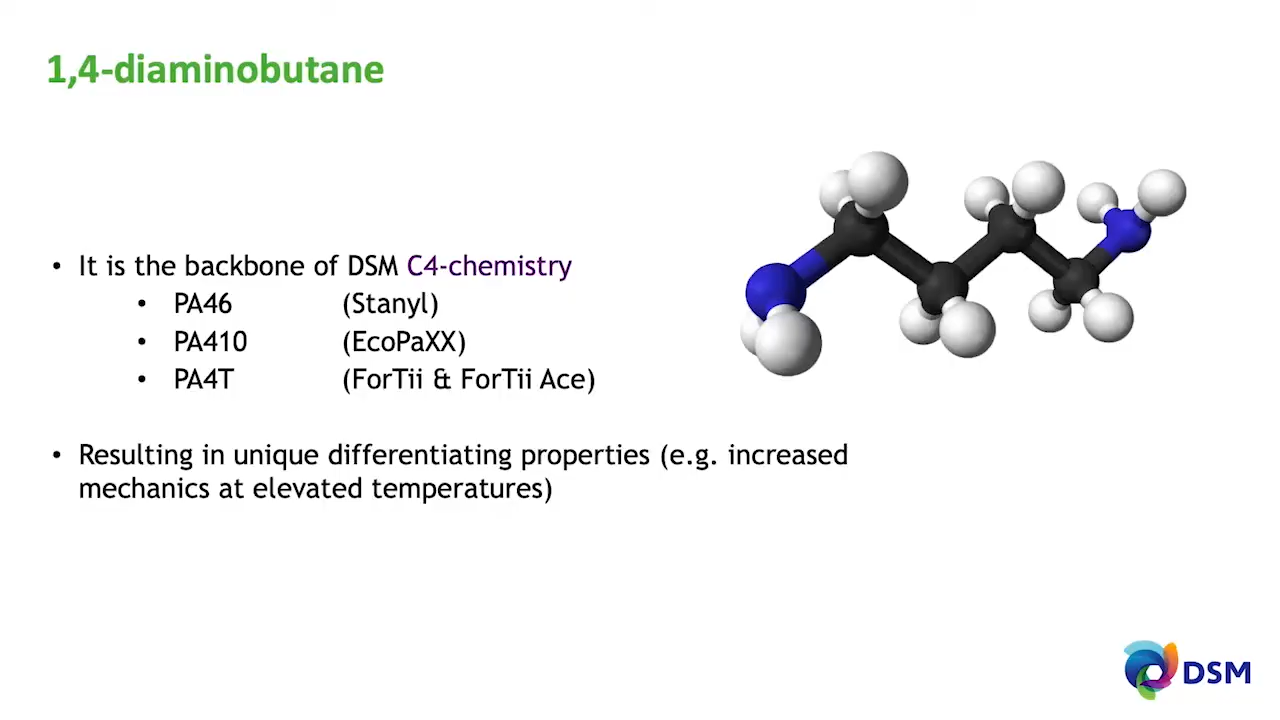 1,4-diaminobutane
• It is the backbone of DSM C4-chemistry
• PA46 (Stanyl)
• PA410 (EcoPaXX)
• PA4T (ForTii & ForTii Ace)
• Resulting in unique differentiating properties (e.g. increased
mechanics at elevated temperatures)
DSM